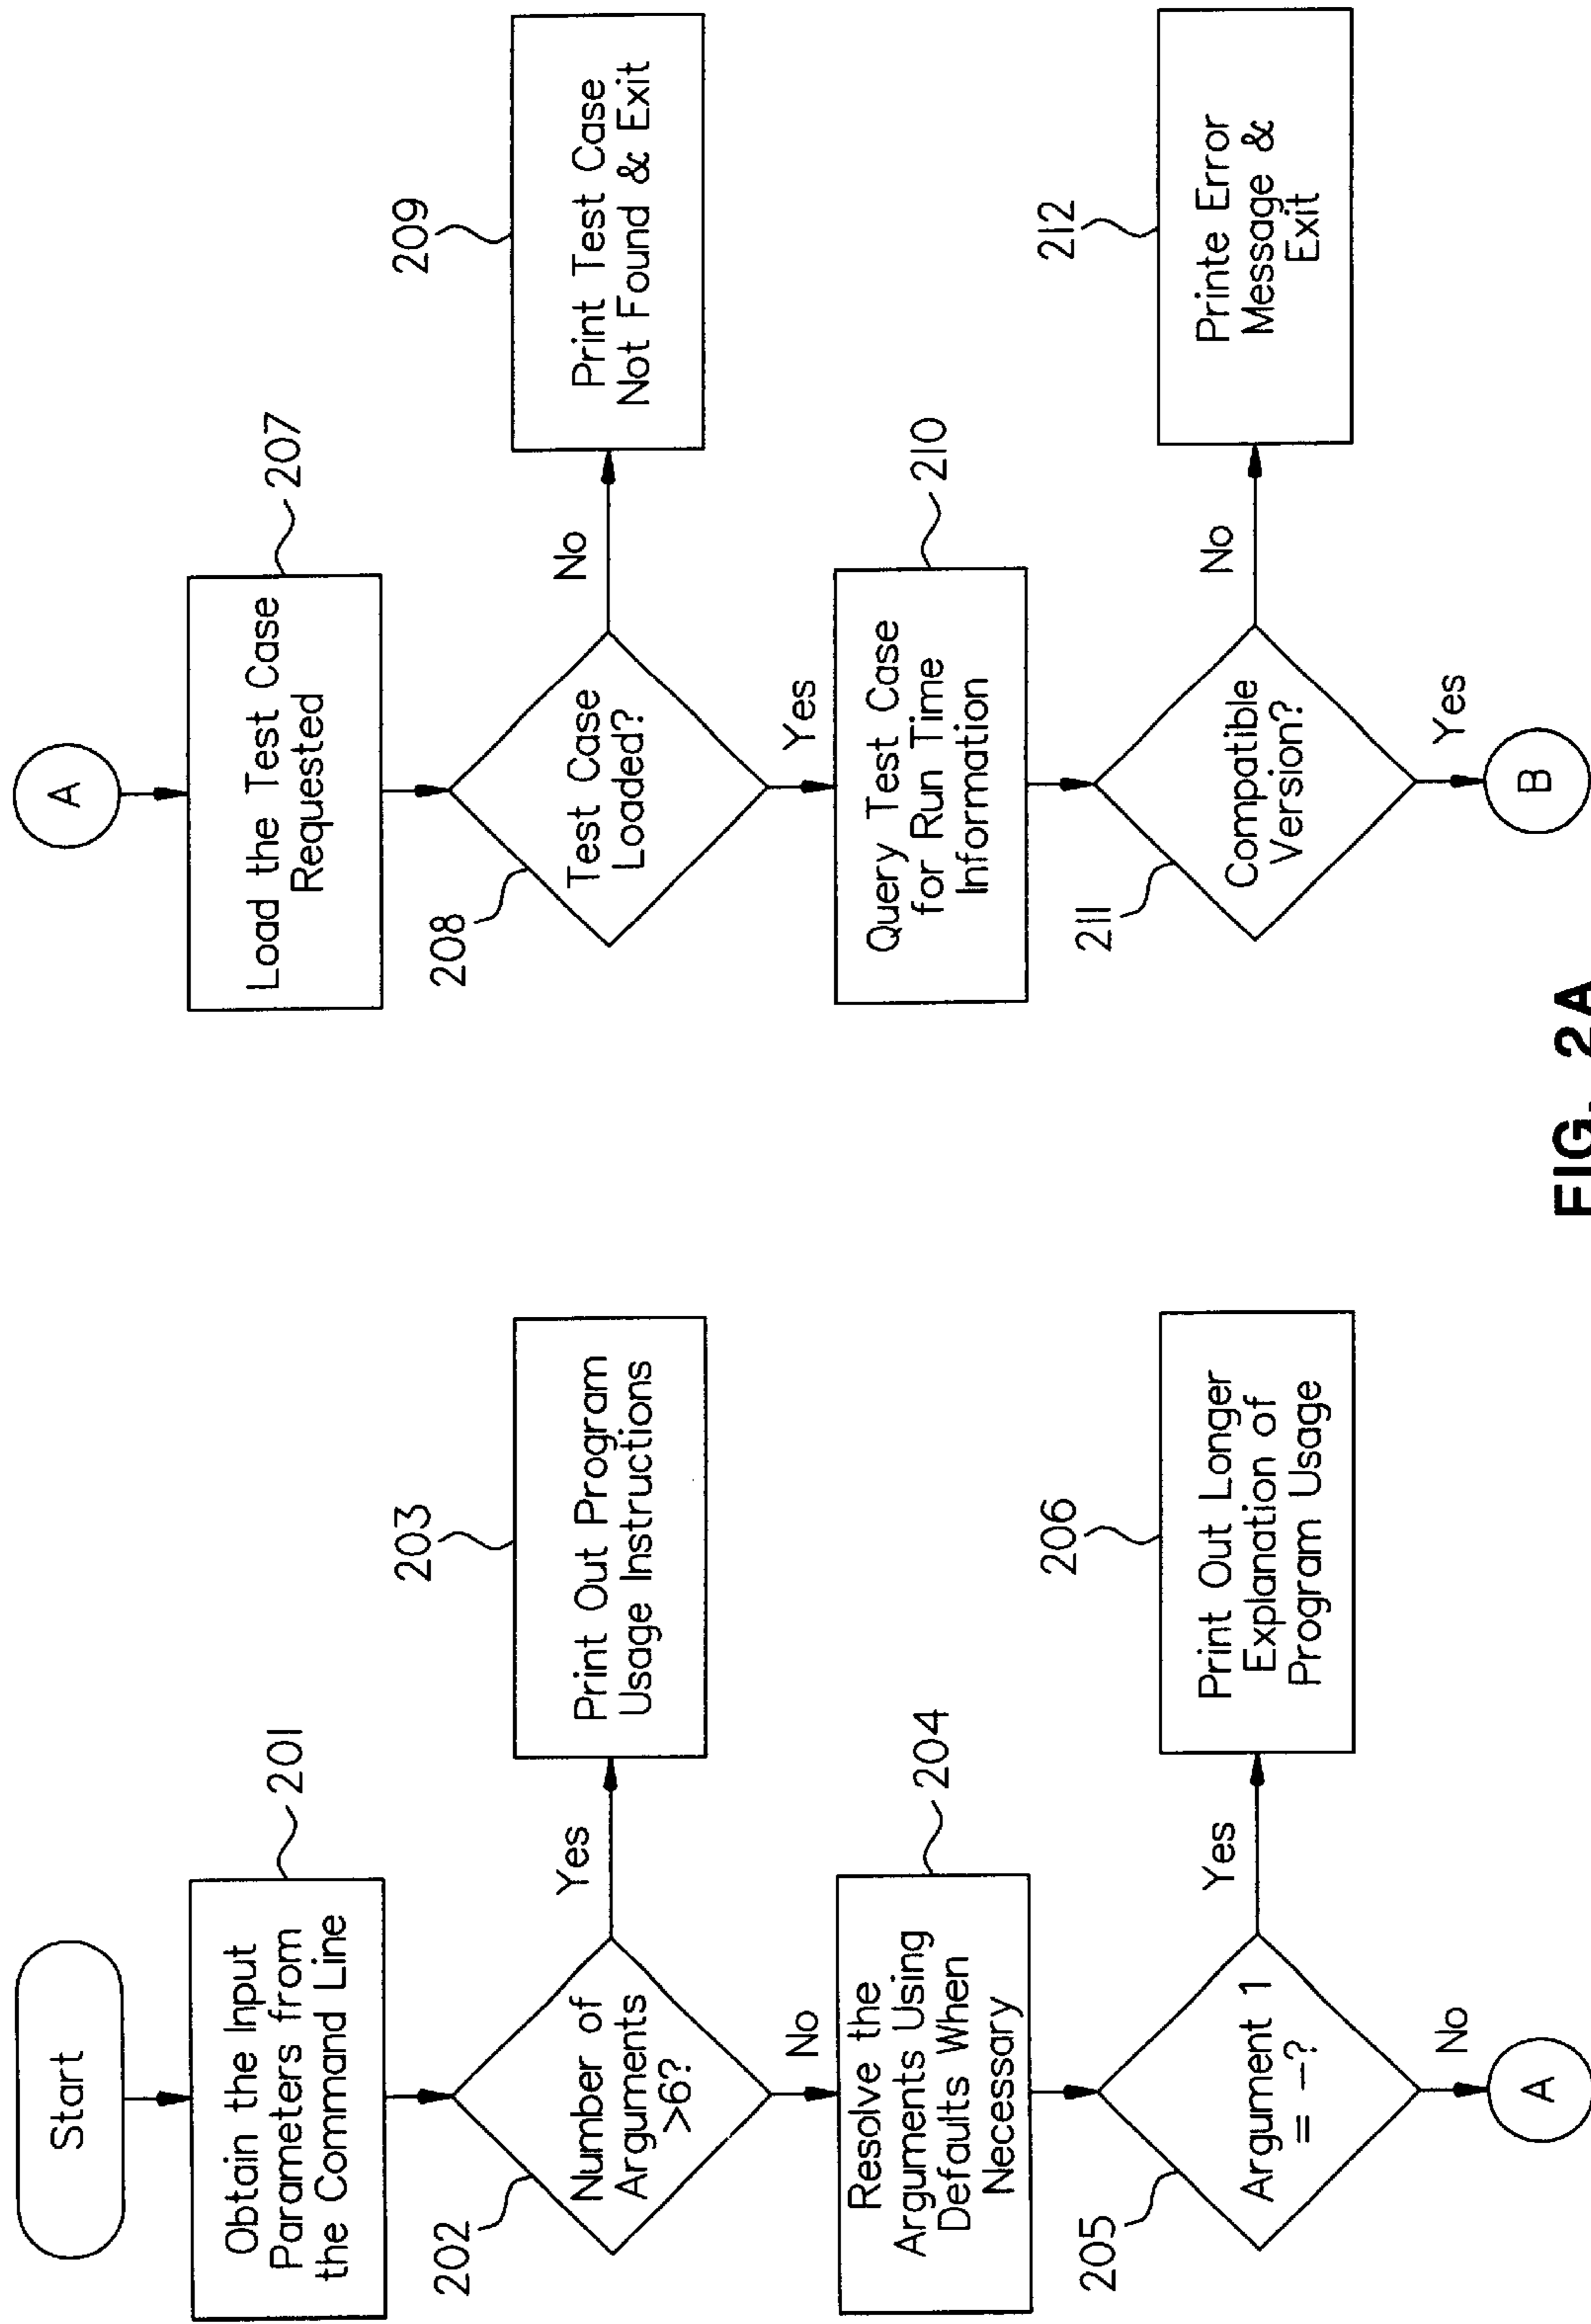 Start
201
Obtain the Input
Parameters from
the Command Line
202
Number of
Arguments
>6?
Yes
203
Print Out Program
Usage Instructions
No
204
Resolve the
Arguments Using
Defaults When
Necessary
205
Argument 1
= –?
Yes
206
Print Out Longer
Explanation of
Program Usage
No
A
A
207
Load the Test Case
Requested
208
Test Case
Loaded?
No
209
Print Test Case
Not Found & Exit
Yes
210
Query Test Case
for Run Time
Information
211
Compatible
Version?
No
212
Printe Error
Message &
Exit
Yes
B
FIG. 2A